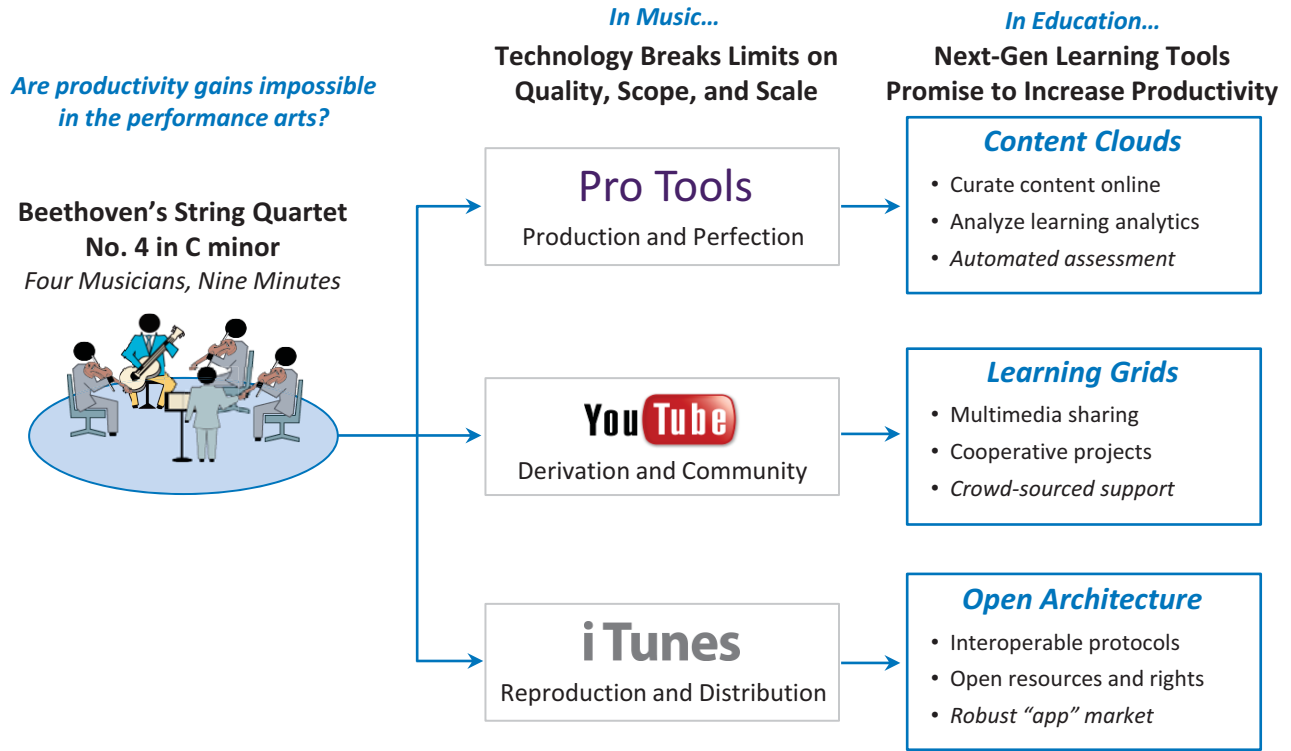 Are productivity gains impossible
in the performance arts?
Beethoven's String Quartet
No. 4 in C minor
Four Musicians, Nine Minutes
In Music…
Technology Breaks Limits on
Quality, Scope, and Scale
Pro Tools
Production and Perfection
You Tube
Derivation and Community
i Tunes
Reproduction and Distribution
In Education…
Next-Gen Learning Tools
Promise to Increase Productivity
Content Clouds
• Curate content online
• Analyze learning analytics
• Automated assessment
Learning Grids
• Multimedia sharing
• Cooperative projects
• Crowd-sourced support
Open Architecture
• Interoperable protocols
• Open resources and rights
• Robust “app” market